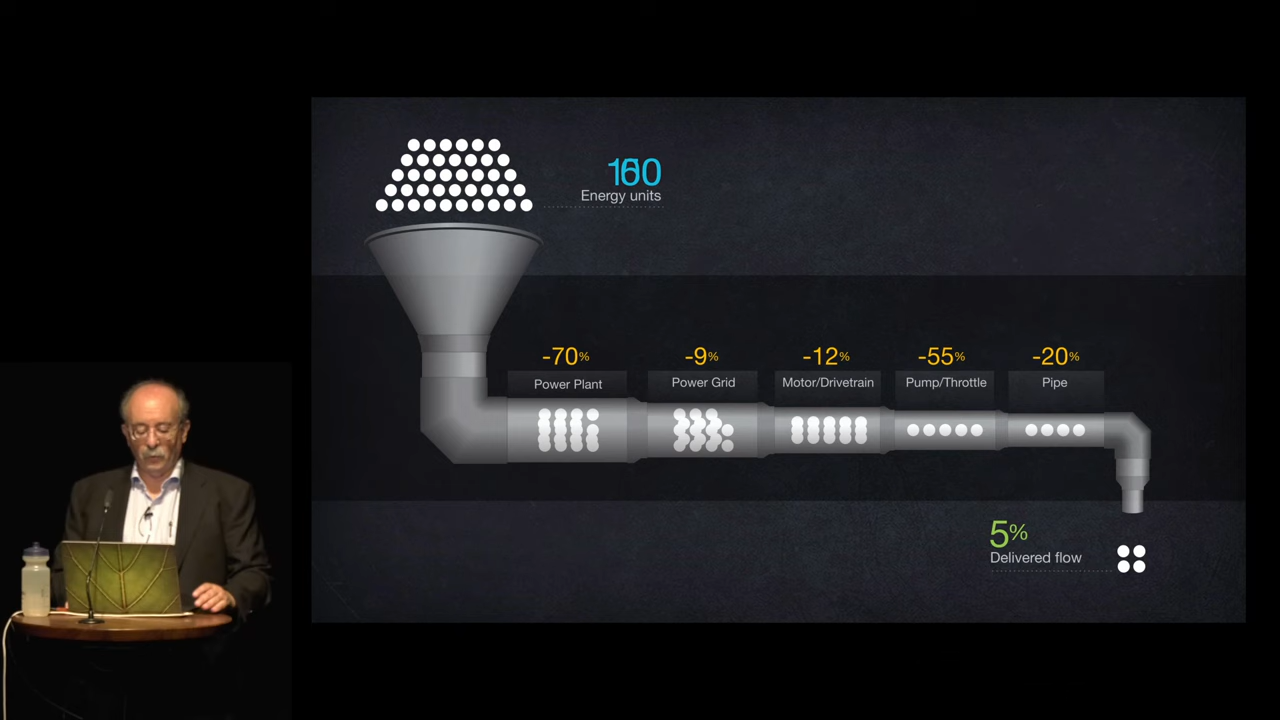 Energy units
-70%
-9%
-12%
-55%
-20%
Power Plant
Power Grid
Motor/Drivetrain
Pump/Throttle
Pipe
5%
Delivered flow